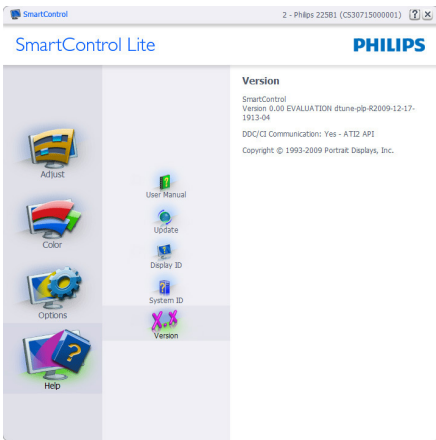 SmartControl
2 - Philips 225B1 (CS30715000001)
SmartControl Lite
PHILIPS
Adjust
Color
Options
Help
User Manual
Update
Display ID
System ID
X.X
Version
Version
SmartControl
Version 0.00 EVALUATION dtune-plp-R2009-12-17-
1913-04
DDC/CI Communication: Yes - ATI2 API
Copyright © 1993-2009 Portrait Displays, Inc.